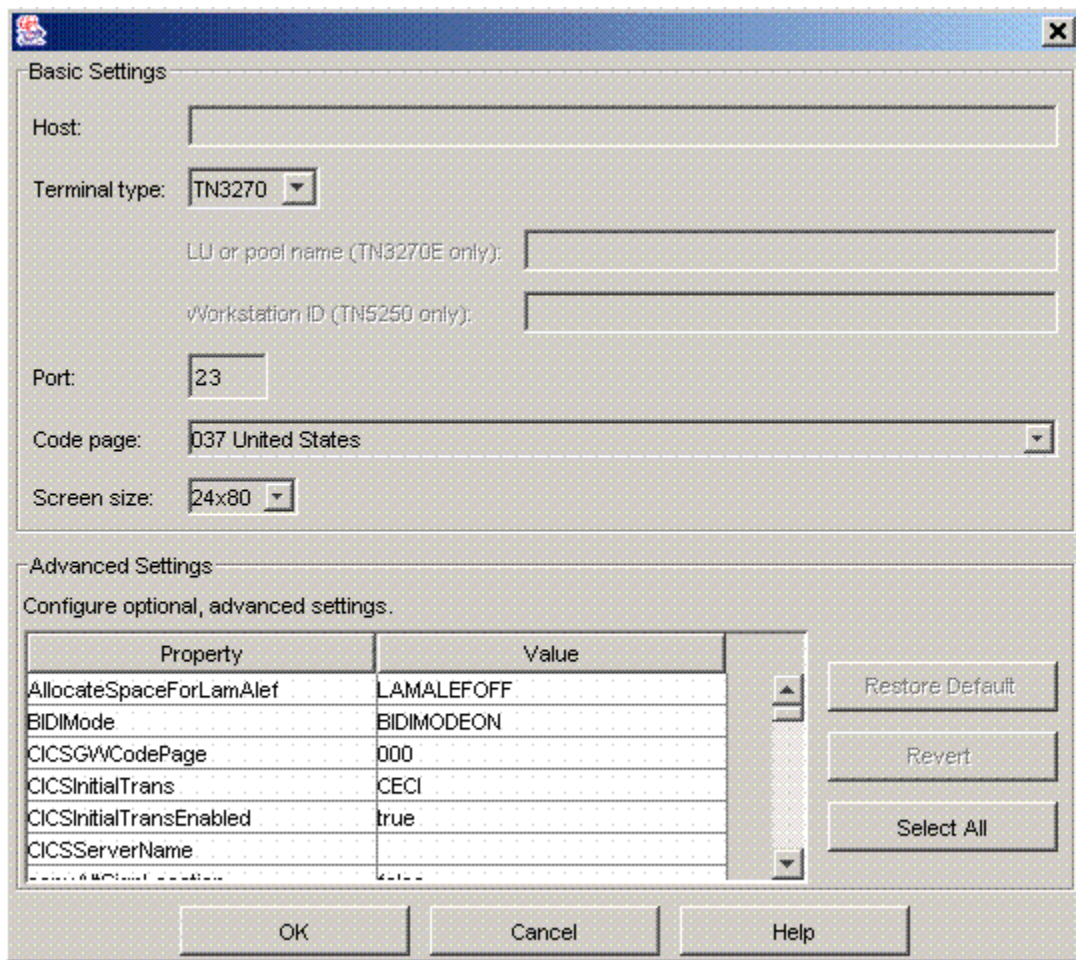 Basic Settings
Host:
Terminal type: TN3270
LU or pool name (TN3270E only):
Workstation ID (TN5250 only):
Port: 23
Code page: 037 United States
Screen size: 24x80
Advanced Settings
Configure optional, advanced settings.
Property Value
AllocateSpaceForLamAlef LAMALEFOFF
BIDIMode BIDIMODEON
CICSGWCodePage 000
CICSInitialTrans CECI
CICSInitialTransEnabled true
CICSServerName
Restore Default
Revert
Select All
OK Cancel Help